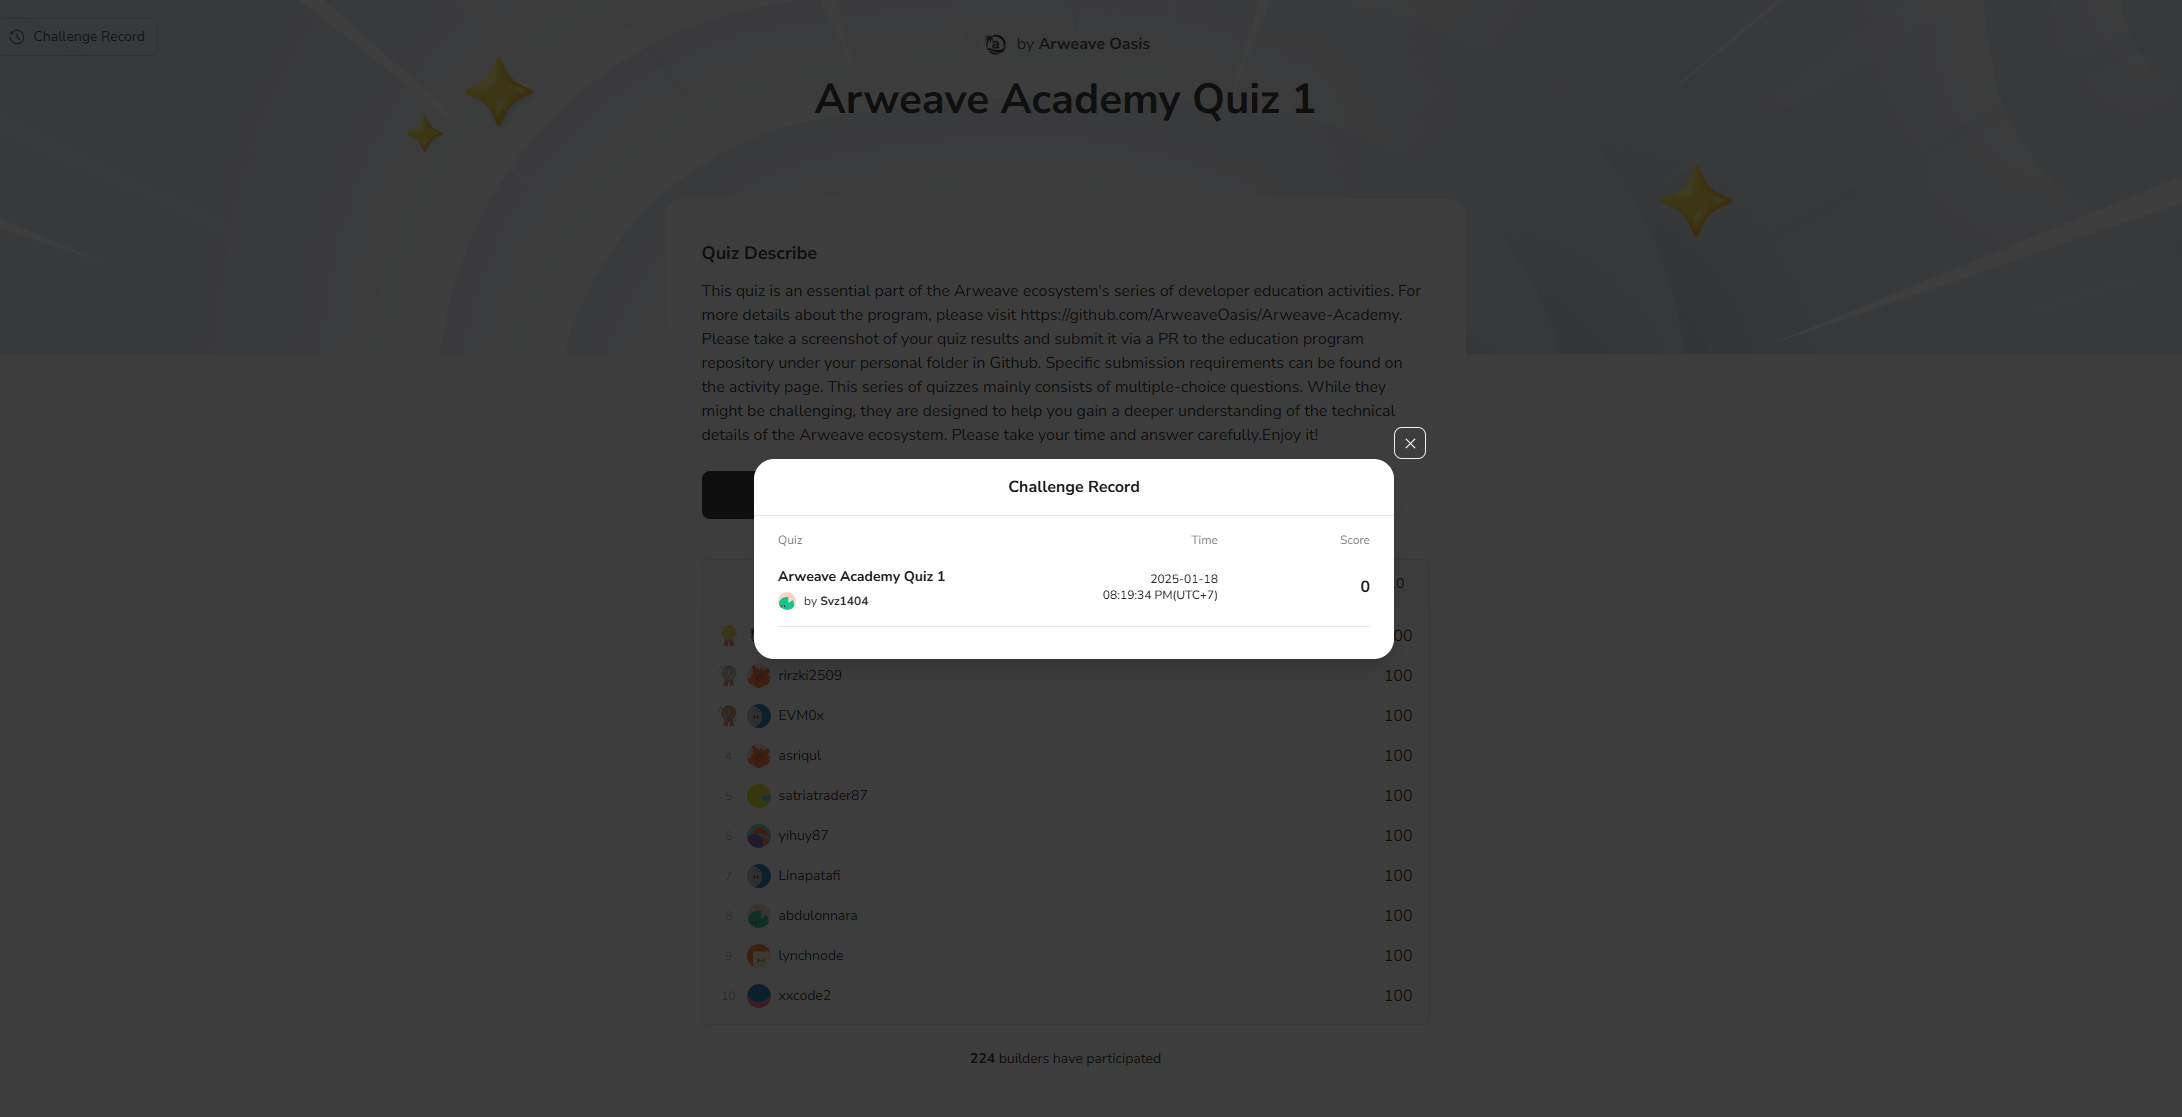 Challenge Record
by Arweave Oasis
Arweave Academy Quiz 1
Quiz Describe
This quiz is an essential part of the Arweave ecosystem's series of developer education activities. For
more details about the program, please visit https://github.com/ArweaveOasis/Arweave-Academy.
Please take a screenshot of your quiz results and submit it via a PR to the education program
repository under your personal folder in Github. Specific submission requirements can be found on
the activity page. This series of quizzes mainly consists of multiple-choice questions. While they
might be challenging, they are designed to help you gain a deeper understanding of the technical
details of the Arweave ecosystem. Please take your time and answer carefully.Enjoy it!
Challenge Record
Quiz Time Score
Arweave Academy Quiz 1
by Svz1404
2025-01-18
08:19:34 PM(UTC+7)
0
rirzki2509 100
EVM0x 100
4 asriqul 100
5 satriatrader87 100
6 yihuy87 100
7 Linapatafi 100
8 abdulonnara 100
9 lynchnode 100
10 xxcode2 100
224 builders have participated